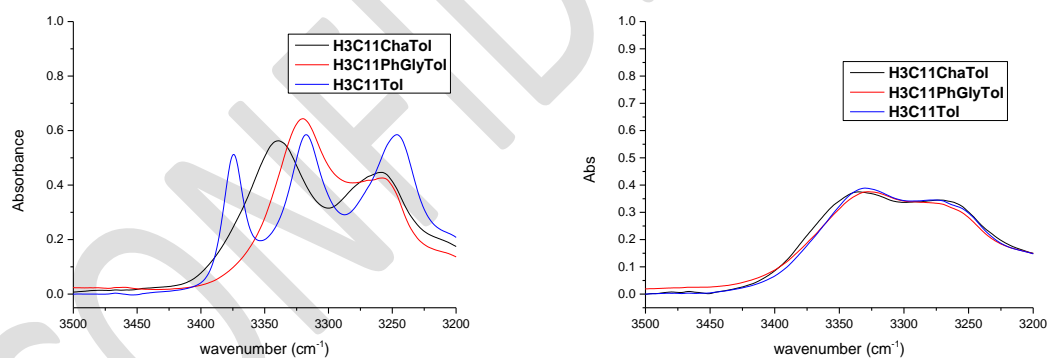 1.0
0.8
0.6
0.4
0.2
0.0
Absorbance
H3C11ChaTol
H3C11PhGlyTol
H3C11Tol
3500 3450 3400 3350 3300 3250 3200
wavenumber (cm-1)
1.0
0.9
0.8
0.7
0.6
0.5
0.4
0.3
0.2
0.1
0.0
Abs
H3C11ChaTol
H3C11PhGlyTol
H3C11Tol
3500 3450 3400 3350 3300 3250 3200
wavenumber (cm-1)